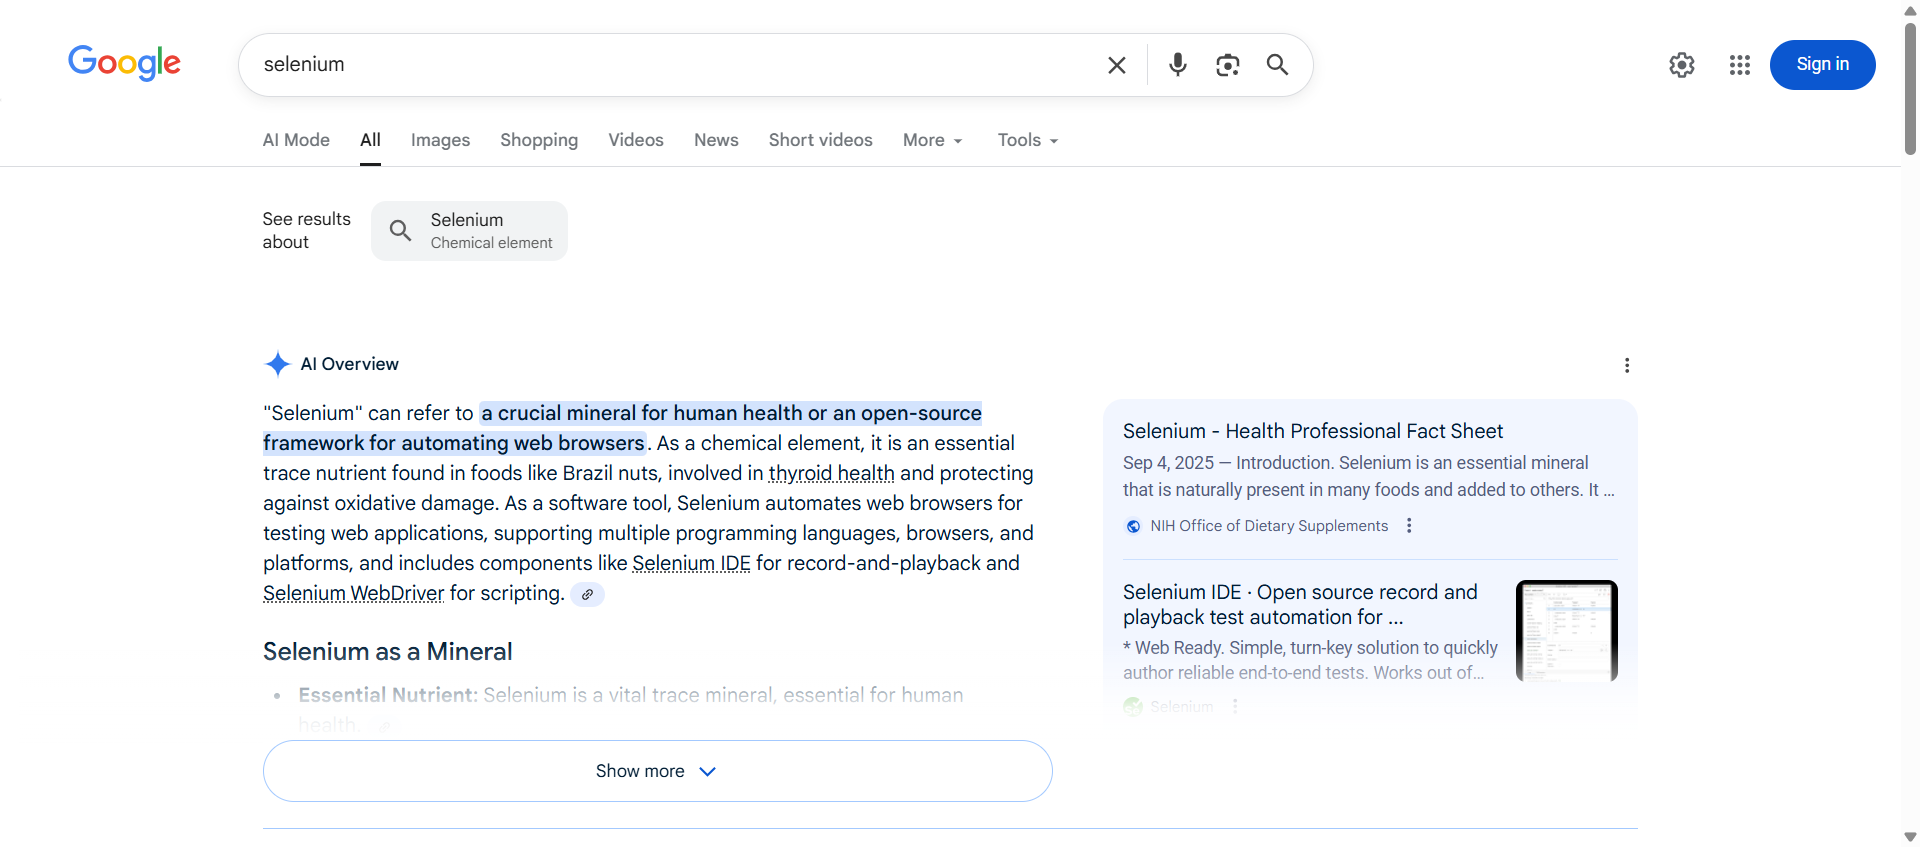 Google
selenium
Sign in
AI Mode
All
Images
Shopping
Videos
News
Short videos
More
Tools
See results
about
Selenium
Chemical element
AI Overview
"Selenium" can refer to a crucial mineral for human health or an open-source
framework for automating web browsers. As a chemical element, it is an essential
trace nutrient found in foods like Brazil nuts, involved in thyroid health and protecting
against oxidative damage. As a software tool, Selenium automates web browsers for
testing web applications, supporting multiple programming languages, browsers, and
platforms, and includes components like Selenium IDE for record-and-playback and
Selenium WebDriver for scripting.
Selenium as a Mineral
• Essential Nutrient: Selenium is a vital trace mineral, essential for human
health.
Show more
Selenium - Health Professional Fact Sheet
Sep 4, 2025 — Introduction. Selenium is an essential mineral
that is naturally present in many foods and added to others. It ...
NIH Office of Dietary Supplements
Selenium IDE · Open source record and
playback test automation for ...
* Web Ready. Simple, turn-key solution to quickly
author reliable end-to-end tests. Works out of...
Selenium